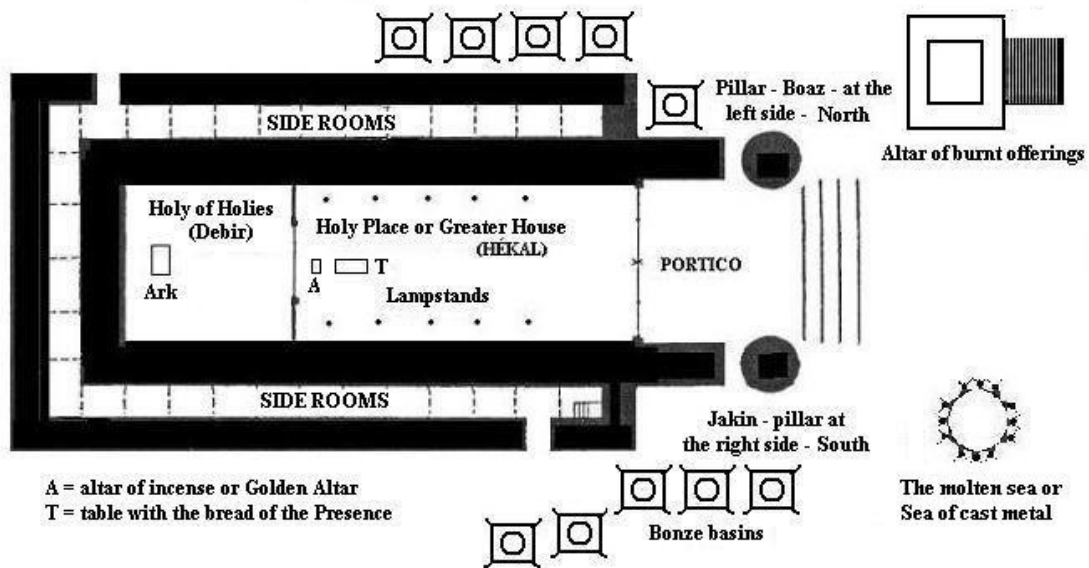 Pillar - Boaz - at the
left side - North
Altar of burnt offerings
SIDE ROOMS
Holy of Holies
(Debir)
Holy Place or Greater House
(HÉKAL)
PORTICO
T
A
Ark
Lampstands
SIDE ROOMS
Jakin - pillar at
the right side - South
A = altar of incense or Golden Altar
T = table with the bread of the Presence
The molten sea or
Sea of cast metal
Bonze basins